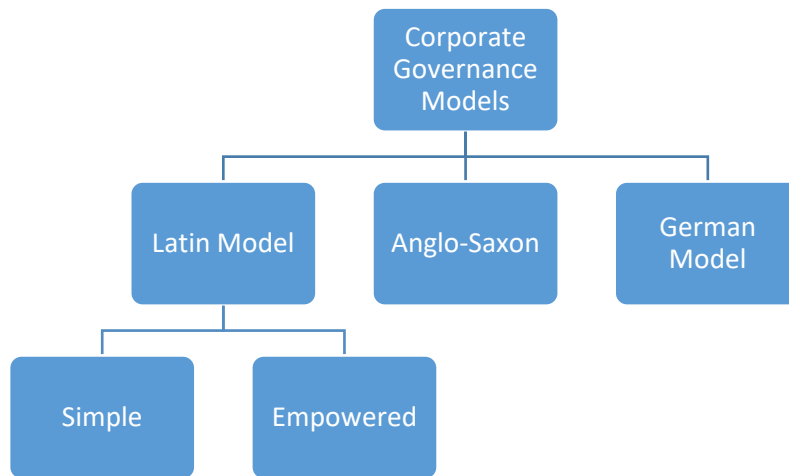 Corporate
Governance
Models
Latin Model
Anglo-Saxon
German
Model
Simple
Empowered